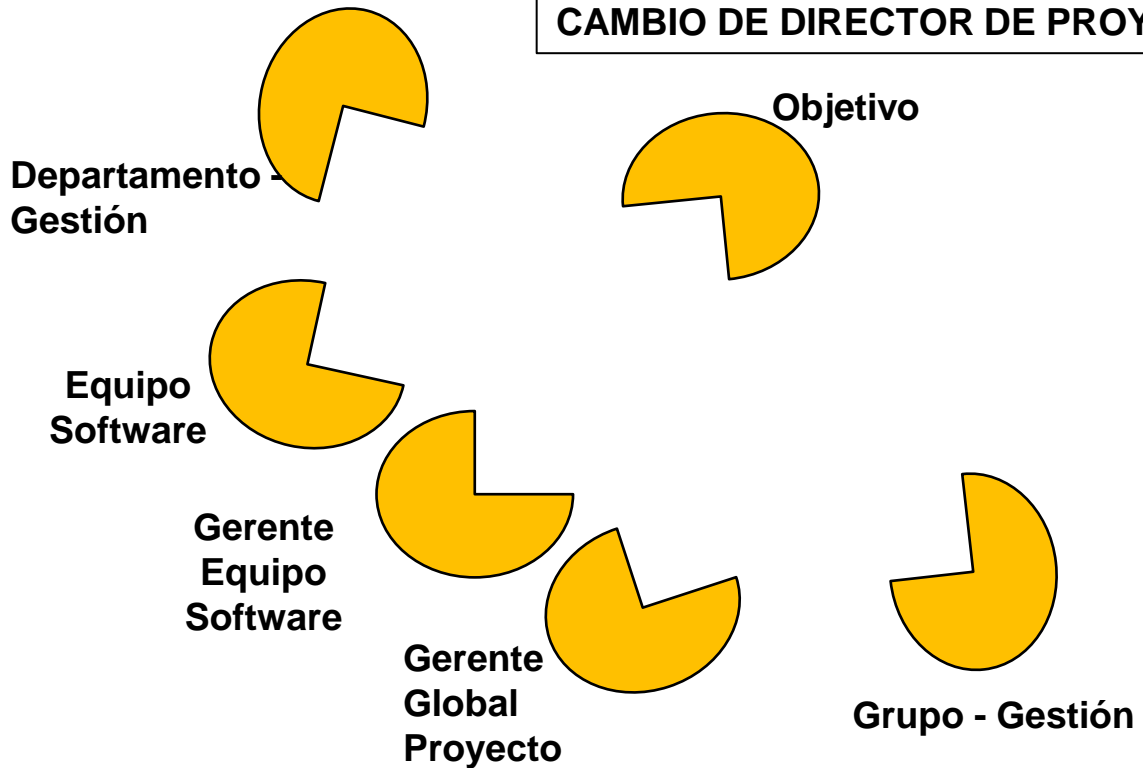 CAMBIO DE DIRECTOR DE PROY
Objetivo
Departamento -
Gestión
Equipo
Software
Gerente
Equipo
Software
Gerente
Global
Proyecto
Grupo - Gestión